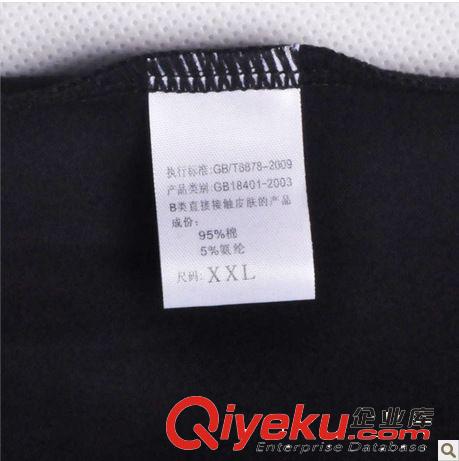 执行标准:GB/T8878-2009
产品类别:GB18401-2003
B类直接接触皮肤的产品
成份:
95%棉
5%氨纶
尺码:XXL
Qiyeku.com企业库
Enterprise Database